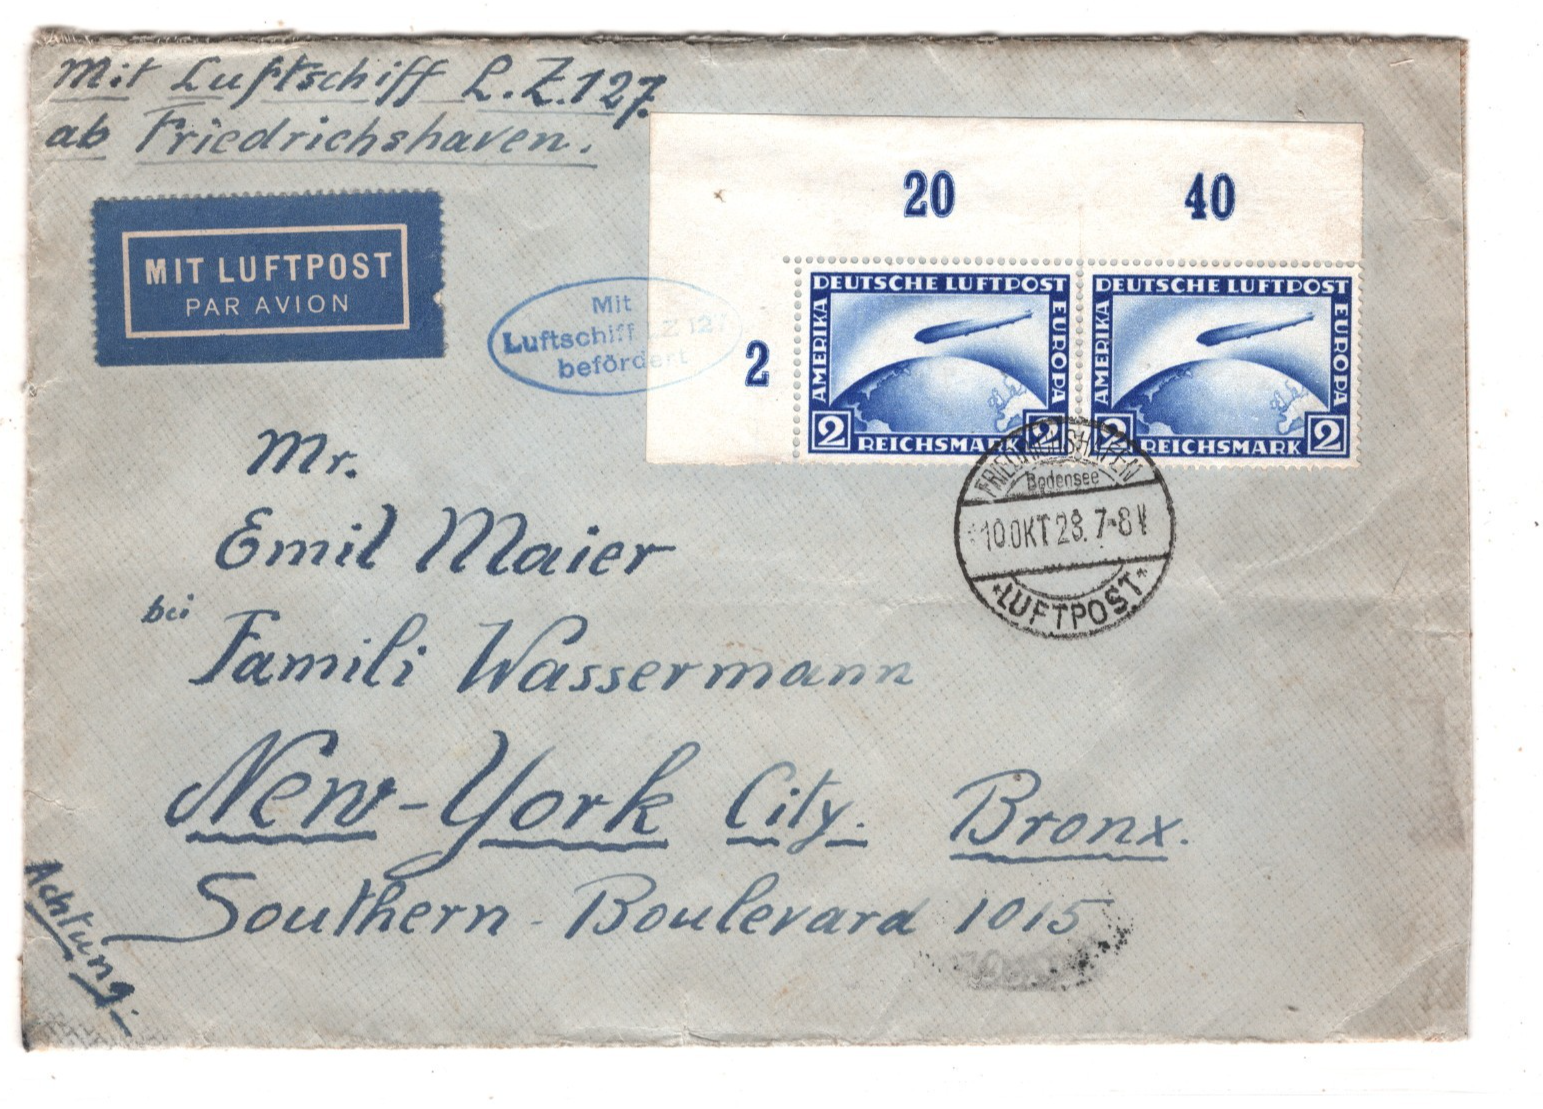 Mit Luftschiff L.Z.127.
ab Friedrichshaven.
MIT LUFTPOST
PAR AVION
Mit
Luftschiff LZ 127
befördert
20 40
2
DEUTSCHE LUFTPOST
AMERIKA
EUROPA
2 REICHSMARK 2
DEUTSCHE LUFTPOST
AMERIKA
EUROPA
2 REICHSMARK 2
FRIEDRICHSHAFEN
Bodensee
10.OKT.28.7-8V
*LUFTPOST*
Mr.
Emil Maier
bei
Famili Wassermann
New-York City. Bronx.
Southern-Boulevard 1015
Achtung.